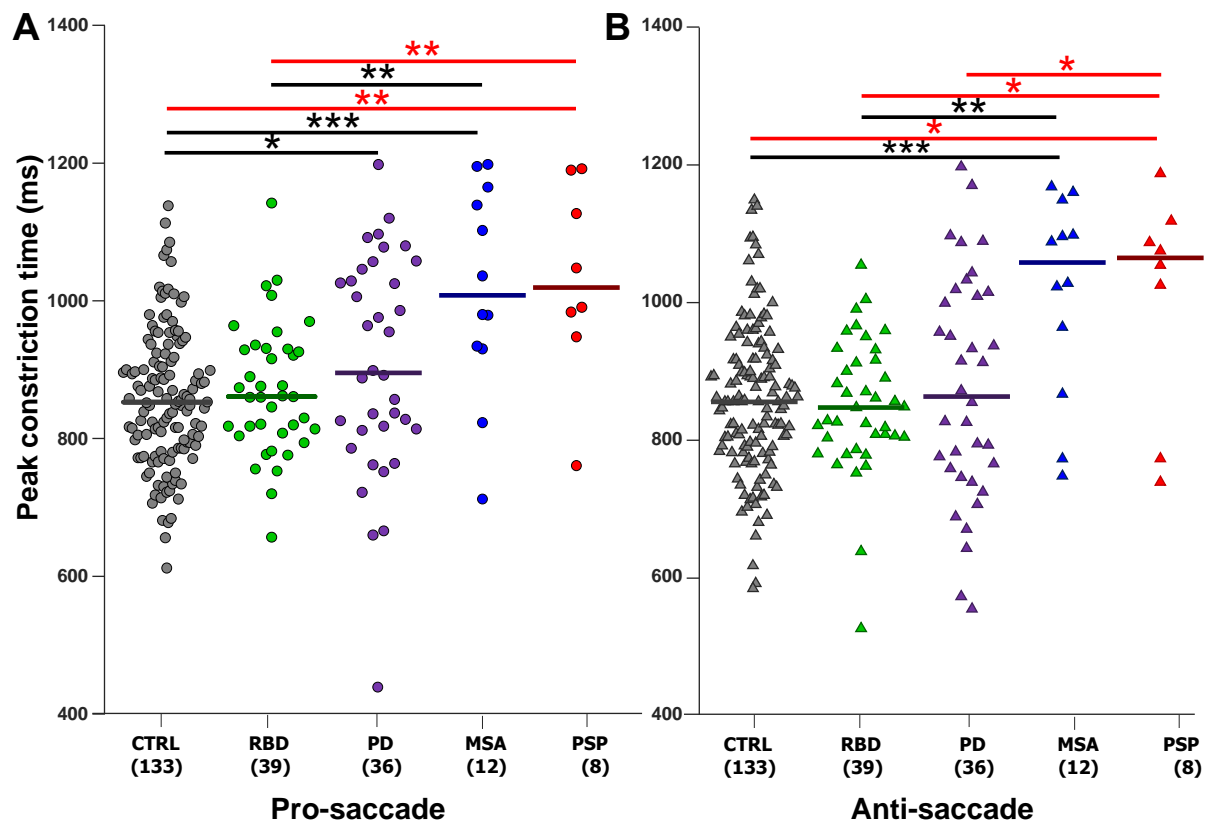 A
B
Peak constriction time (ms)
1400
1200
1000
800
600
400
**
**
**
***
*
CTRL
(133)
RBD
(39)
PD
(36)
MSA
(12)
PSP
(8)
Pro-saccade
1400
1200
1000
800
600
400
*
*
**
*
***
CTRL
(133)
RBD
(39)
PD
(36)
MSA
(12)
PSP
(8)
Anti-saccade